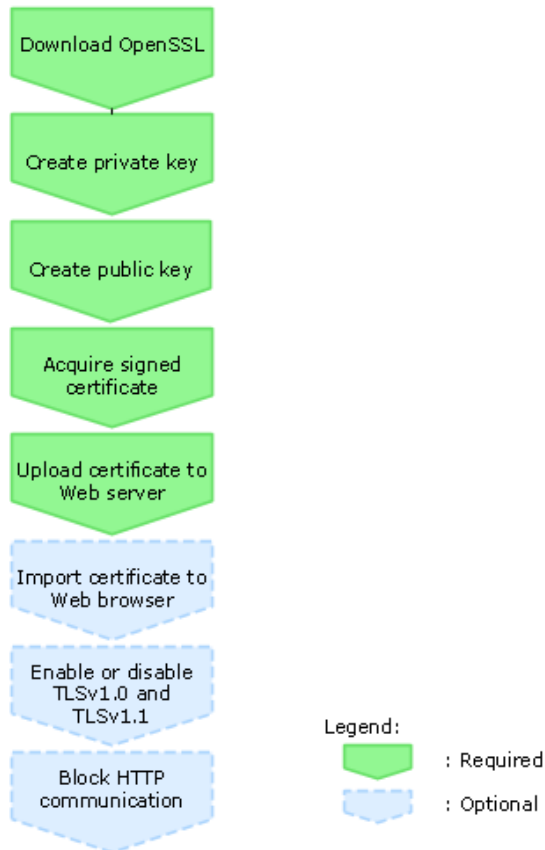 Download OpenSSL
Create private key
Create public key
Acquire signed
certificate
Upload certificate to
Web server
Import certificate to
Web browser
Enable or disable
TLSv1.0 and
TLSv1.1
Block HTTP
communication
Legend:
: Required
: Optional